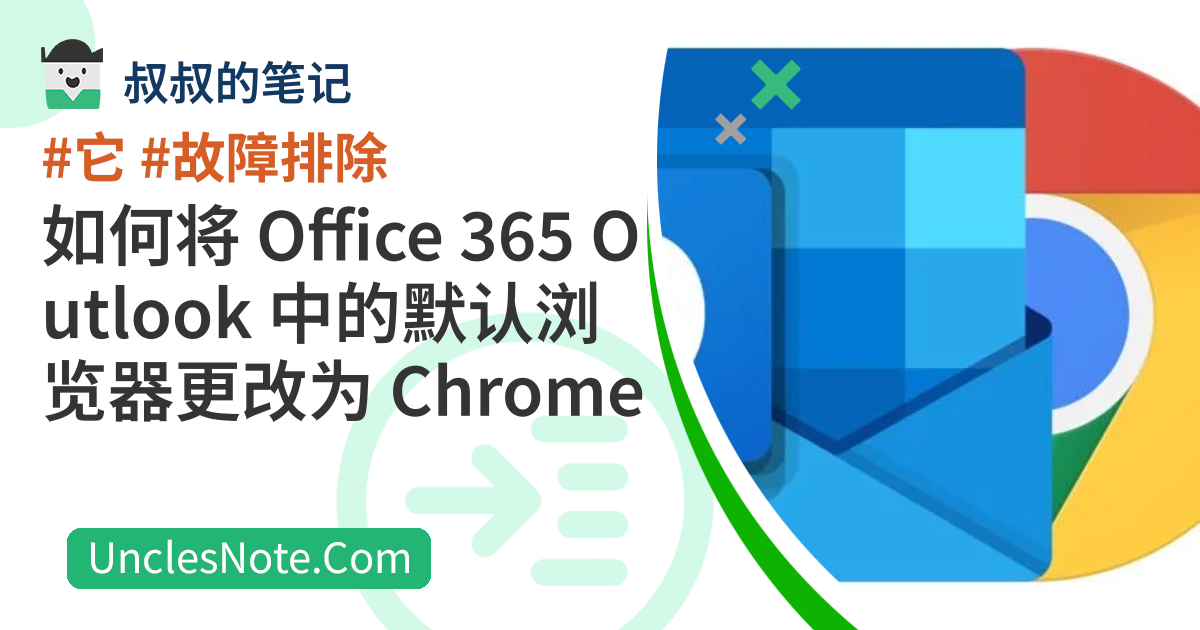 叔叔的笔记
#它 #故障排除
如何将 Office 365 O
utlook 中的默认浏
览器更改为 Chrome
UnclesNote.Com